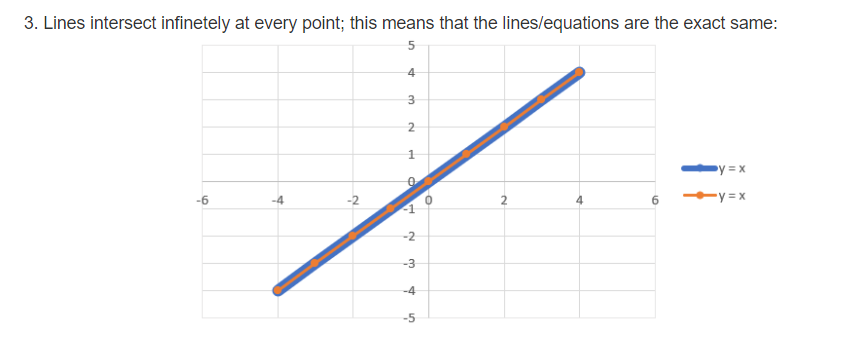 3. Lines intersect infinetely at every point; this means that the lines/equations are the exact same:
5
4
3
2
1
0
-6 -4 -2 0 2 4 6
-1
-2
-3
-4
-5
y = x
y = x